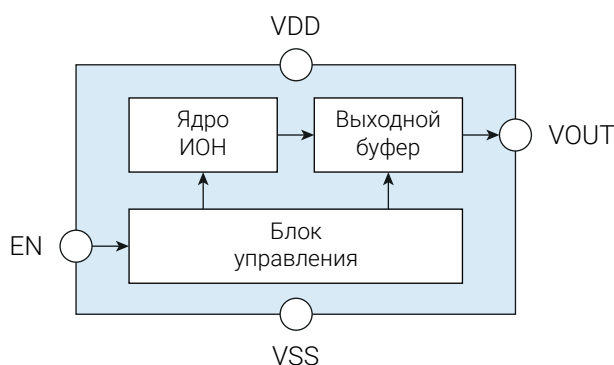 VDD
Ядро
ИОН
Выходной
буфер
VOUT
EN
Блок
управления
VSS